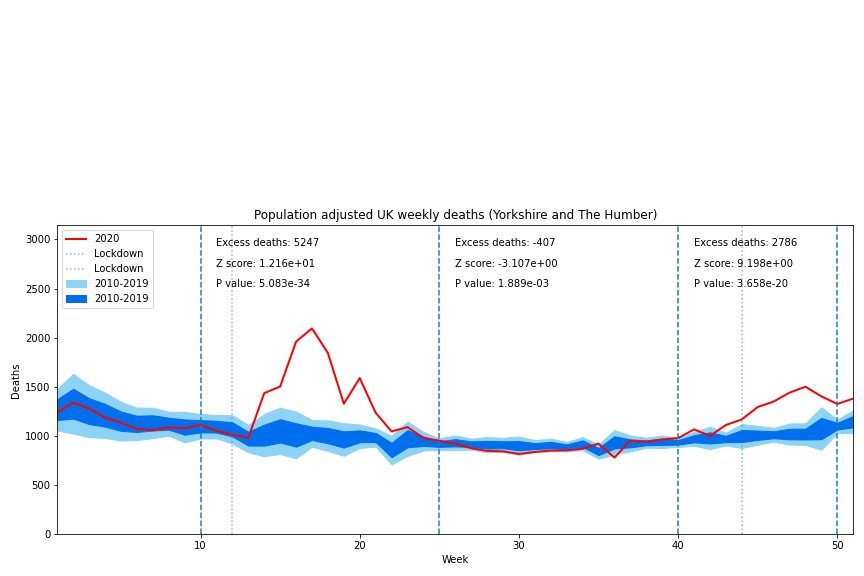 Population adjusted UK weekly deaths (Yorkshire and The Humber)
3000
2500
2000
1500
1000
500
0
Deaths
2020
Lockdown
Lockdown
2010-2019
2010-2019
Excess deaths: 5247
Z score: 1.216e+01
P value: 5.083e-34
Excess deaths: -407
Z score: -3.107e+00
P value: 1.889e-03
Excess deaths: 2786
Z score: 9.198e+00
P value: 3.658e-20
10
20
30
40
50
Week